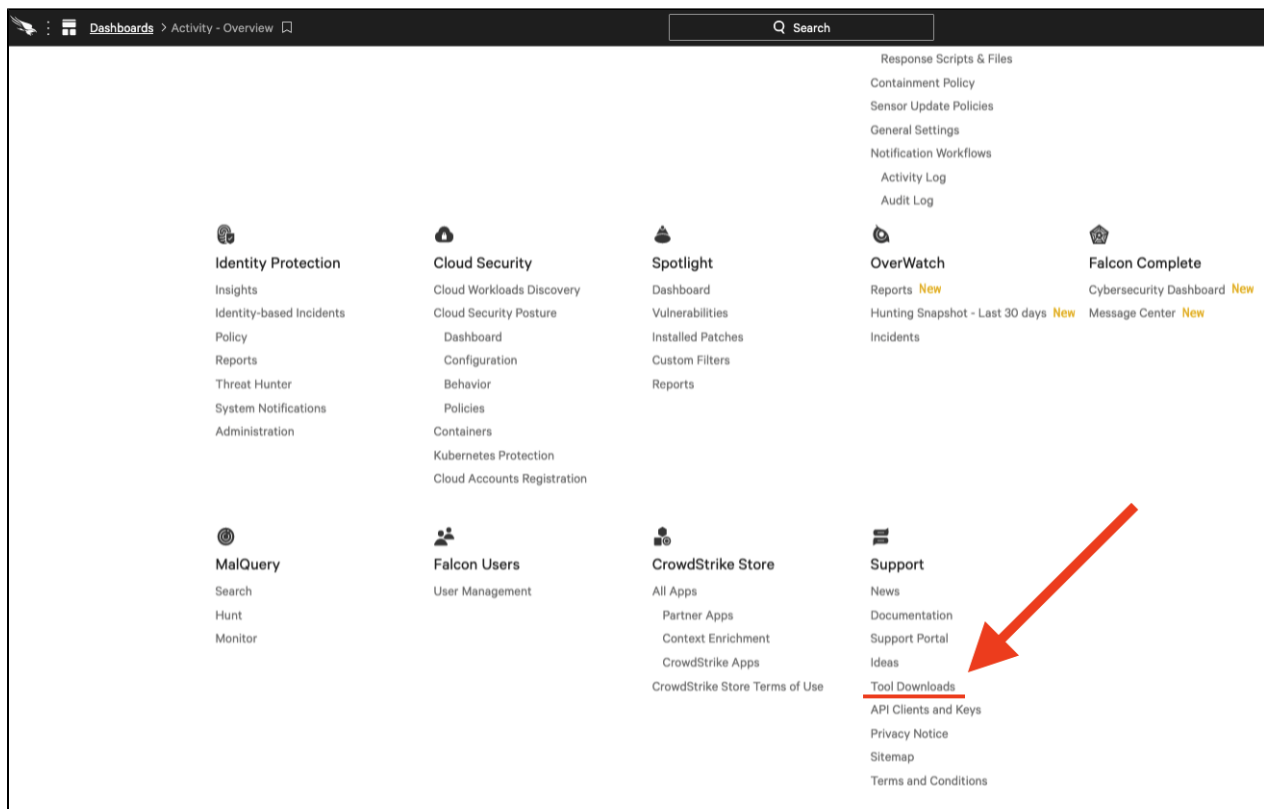 Dashboards > Activity - Overview
Search
Response Scripts & Files
Containment Policy
Sensor Update Policies
General Settings
Notification Workflows
Activity Log
Audit Log
Identity Protection
Insights
Identity-based Incidents
Policy
Reports
Threat Hunter
System Notifications
Administration
Cloud Security
Cloud Workloads Discovery
Cloud Security Posture
Dashboard
Configuration
Behavior
Policies
Containers
Kubernetes Protection
Cloud Accounts Registration
Spotlight
Dashboard
Vulnerabilities
Installed Patches
Custom Filters
Reports
OverWatch
Reports New
Hunting Snapshot - Last 30 days New
Incidents
Falcon Complete
Cybersecurity Dashboard New
Message Center New
MalQuery
Search
Hunt
Monitor
Falcon Users
User Management
CrowdStrike Store
All Apps
Partner Apps
Context Enrichment
CrowdStrike Apps
CrowdStrike Store Terms of Use
Support
News
Documentation
Support Portal
Ideas
Tool Downloads
API Clients and Keys
Privacy Notice
Sitemap
Terms and Conditions